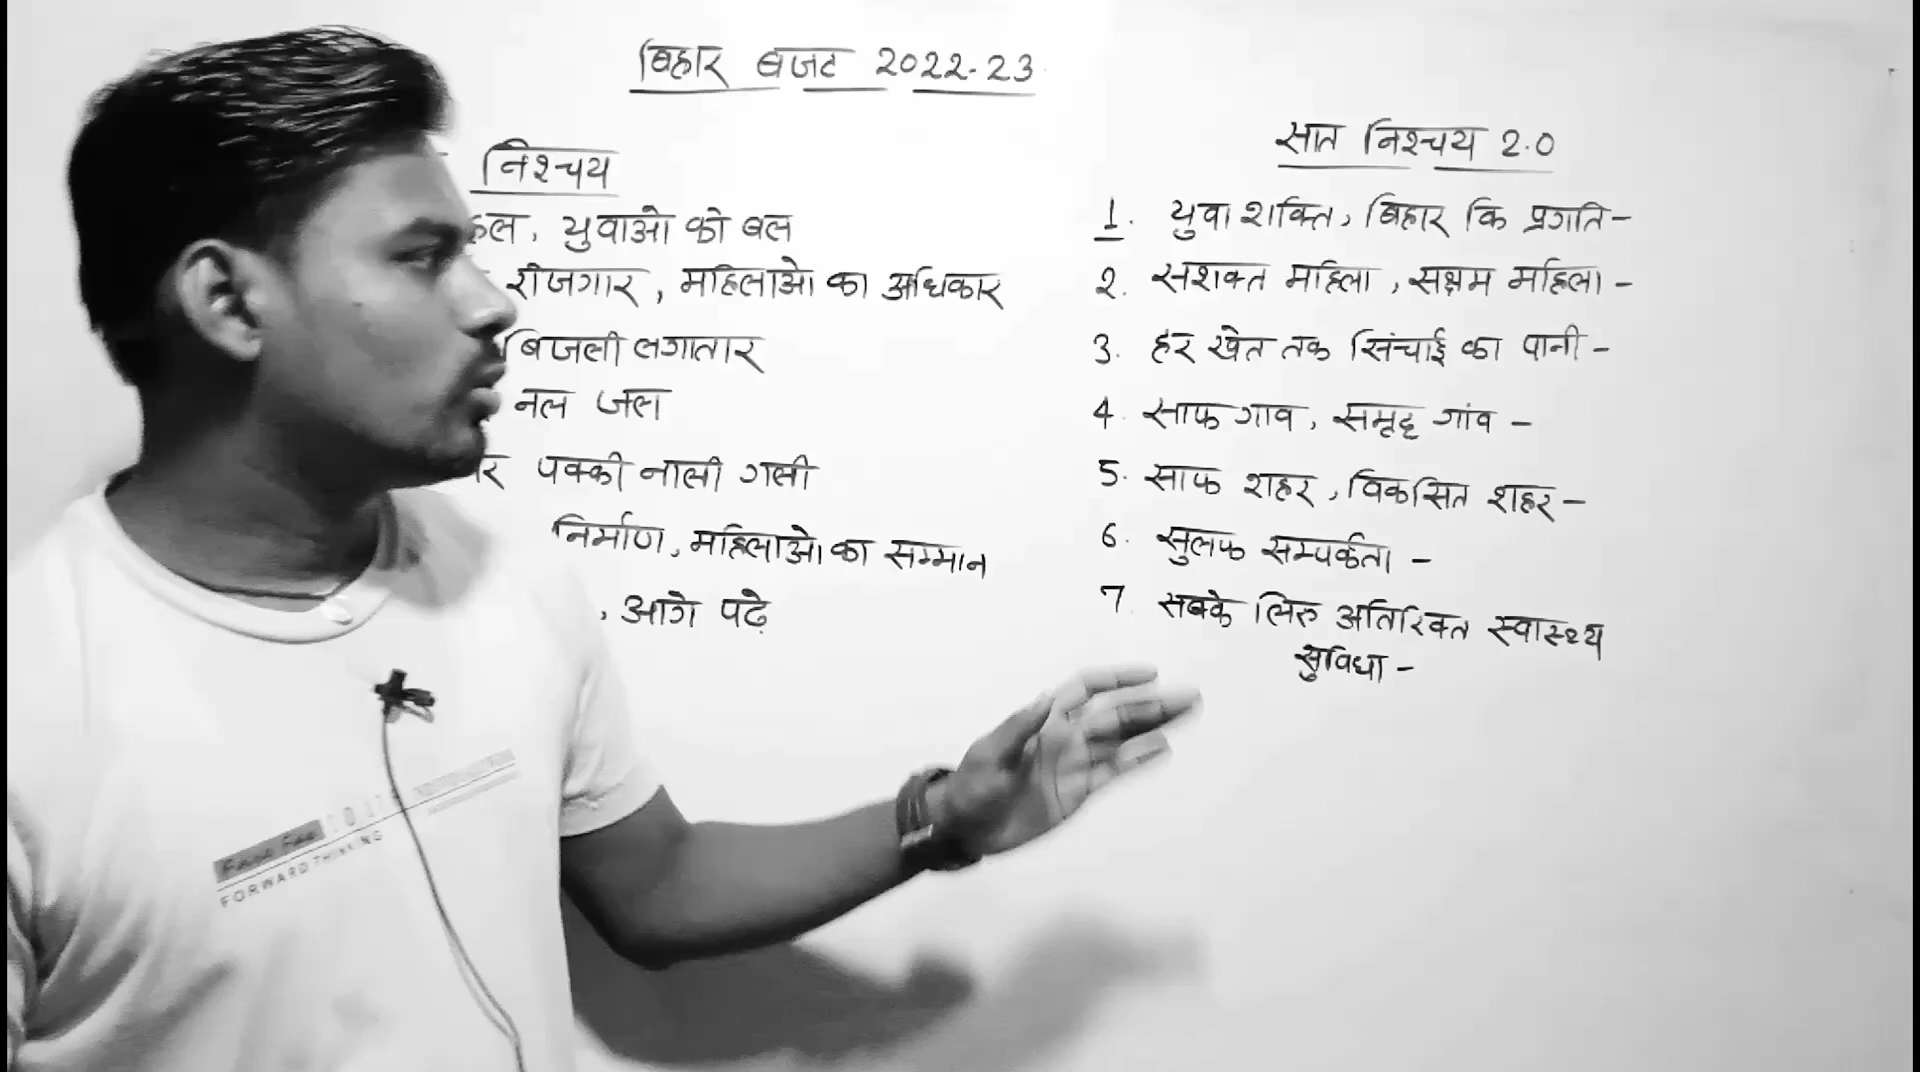 बिहार बजट 2022-23
निश्चय
युवाओ को बल
रोजगार, महिलाओ का अधिकार
बिजली लगातार
नल जल
पक्की नाली गली
निर्माण, महिलाओ का सम्मान
, आगे पढ़े
सात निश्चय 2.0
1. युवा शक्ति, बिहार कि प्रगति-
2. सशक्त महिला, सक्षम महिला-
3. हर खेत तक सिंचाई का पानी-
4. साफ गाव, समृद्द गांव -
5. साफ शहर, विकसित शहर-
6. सुलफ सम्पर्कता -
7. सबके लिए अतिरिक्त स्वास्थ्य
सुविधा -
FORWARD THINKING